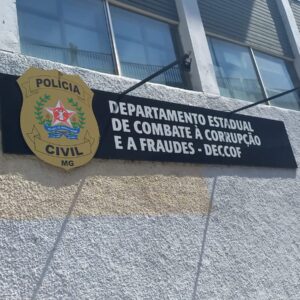 POLÍCIA
CIVIL
MG
DEPARTAMENTO ESTADUAL
DE COMBATE À CORRUPÇÃO
E A FRAUDES - DECCOF